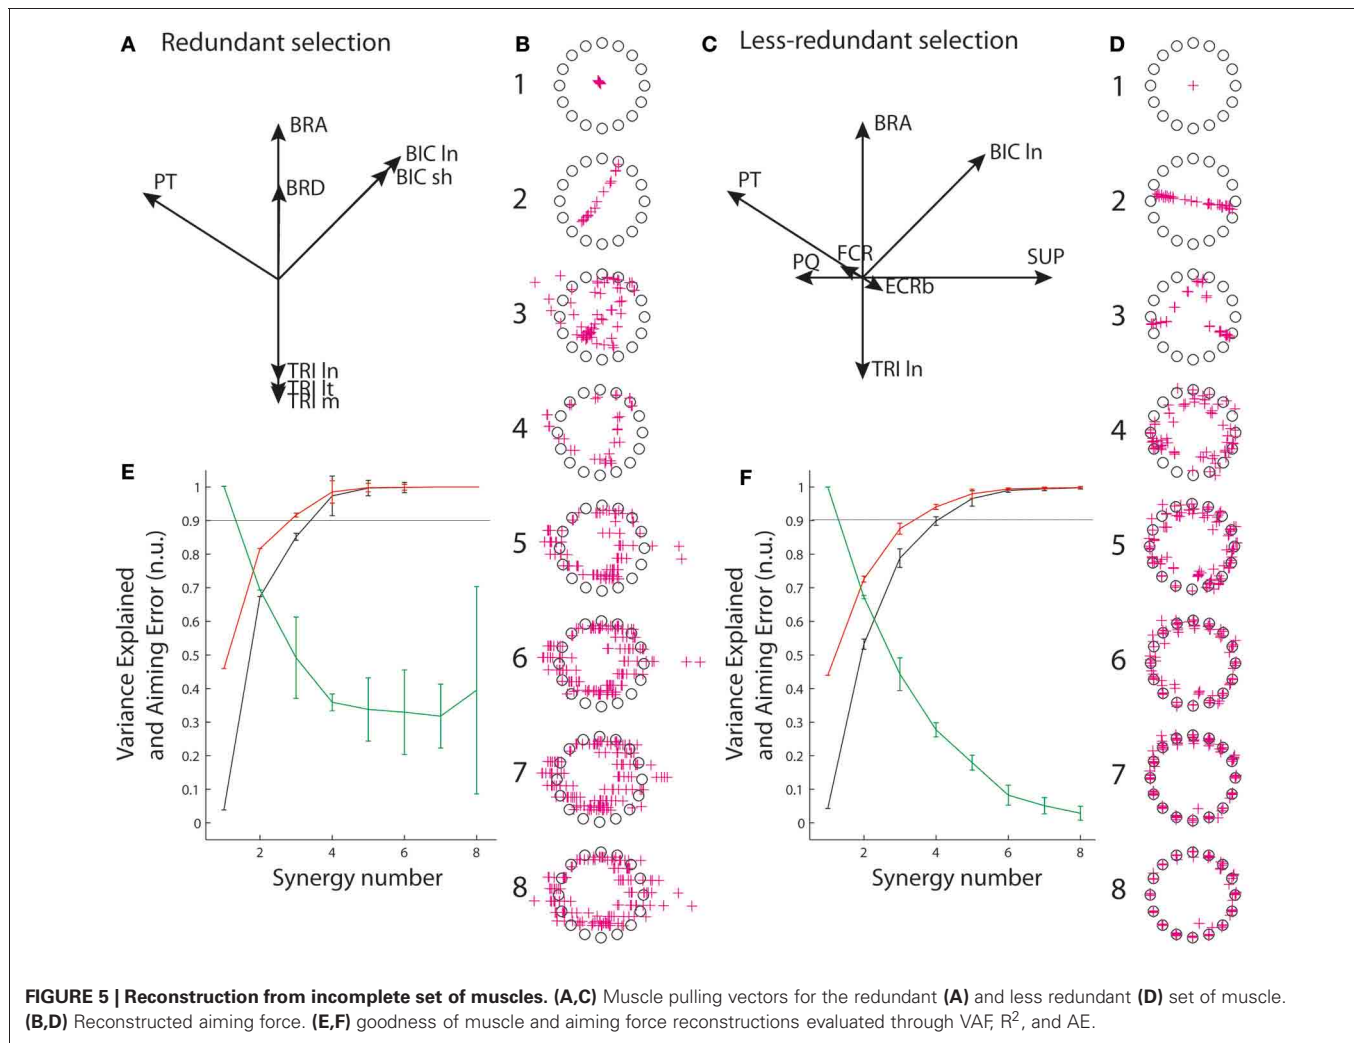 A Redundant selection
BRA
BIC ln
BIC sh
BRD
PT
TRI ln
TRI lt
TRI m
B
1
2
3
4
5
6
7
8
C Less-redundant selection
BRA
BIC ln
PT
FCR
PQ
SUP
ECRb
TRI ln
D
1
2
3
4
5
6
7
8
E
Variance Explained
and Aiming Error (n.u.)
1
0.9
0.8
0.7
0.6
0.5
0.4
0.3
0.2
0.1
0
2 4 6 8
Synergy number
F
Variance Explained
and Aiming Error (n.u.)
1
0.9
0.8
0.7
0.6
0.5
0.4
0.3
0.2
0.1
0
2 4 6 8
Synergy number
FIGURE 5 | Reconstruction from incomplete set of muscles. (A,C) Muscle pulling vectors for the redundant (A) and less redundant (D) set of muscle.
(B,D) Reconstructed aiming force. (E,F) goodness of muscle and aiming force reconstructions evaluated through VAF, R², and AE.